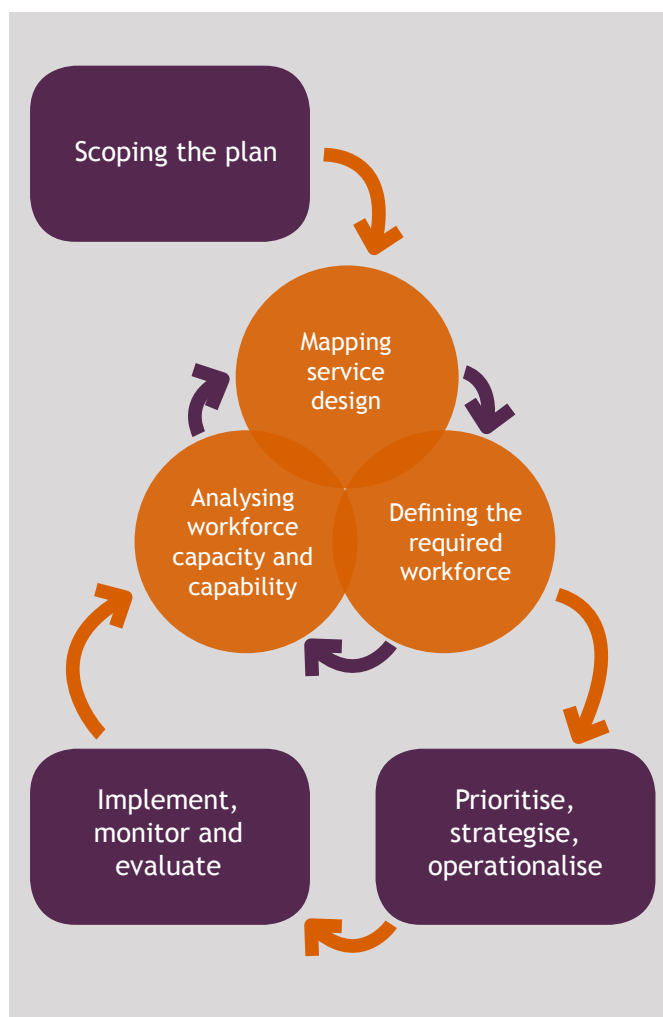 Scoping the plan
Mapping
service
design
Analysing
workforce
capacity and
capability
Defining the
required
workforce
Implement,
monitor and
evaluate
Prioritise,
strategise,
operationalise